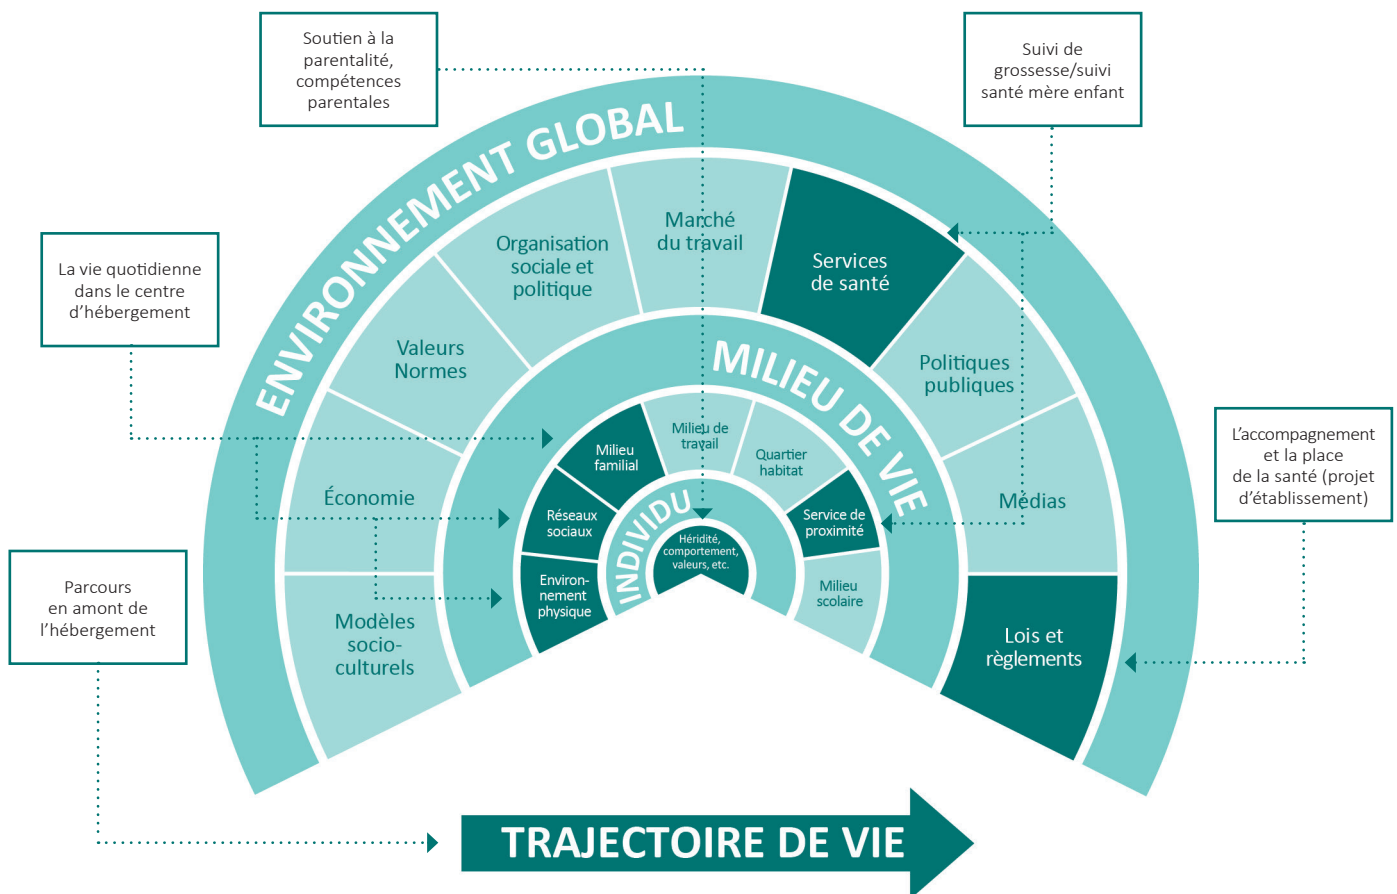 Soutien à la
parentalité,
compétences
parentales
Suivi de
grossesse/suivi
santé mère enfant
La vie quotidienne
dans le centre
d’hébergement
L’accompagnement
et la place
de la santé (projet
d’établissement)
Parcours
en amont de
l’hébergement
ENVIRONNEMENT GLOBAL
Modèles
socio-
culturels
Économie
Valeurs
Normes
Organisation
sociale et
politique
Marché
du travail
Services
de santé
Politiques
publiques
Médias
Lois et
règlements
MILIEU DE VIE
Environ-
nement
physique
Réseaux
sociaux
Milieu
familial
Milieu de
travail
Quartier
habitat
Service de
proximité
Milieu
scolaire
INDIVIDU
Héridité,
comportement,
valeurs, etc.
TRAJECTOIRE DE VIE